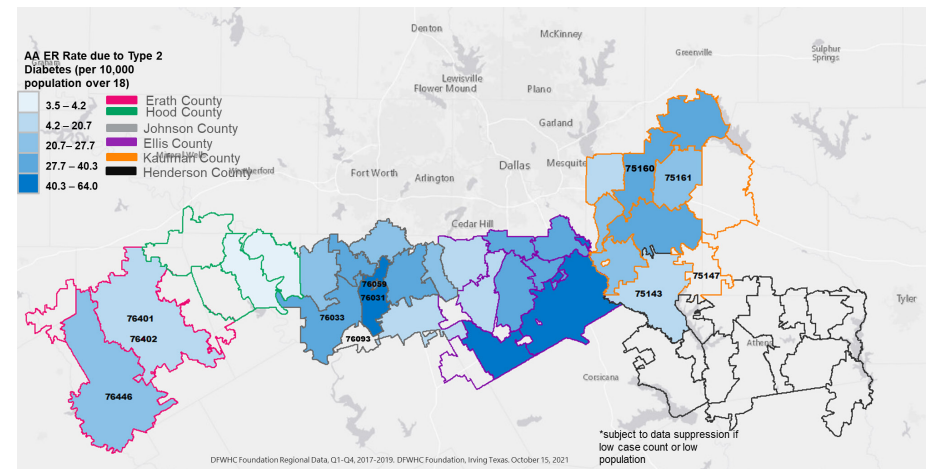 Denton
McKinney
Greenville
Sulphur
Springs
AA ER Rate due to Type 2
Diabetes (per 10,000
population over 18)
Graham
3.5 – 4.2
4.2 – 20.7
20.7– 27.7
27.7 – 40.3
40.3 – 64.0
Erath County
Hood County
Johnson County
Ellis County
Kaufman County
Henderson County
Mineral Wells
Weatherford
Lewisville
Flower Mound
Plano
Garland
Fort Worth
Arlington
Dallas
Mesquite
75160
75161
Cedar Hill
76059
76031
76033
76093
76401
76402
76446
75147
75143
Tyler
Athens
Corsicana
*subject to data suppression if
low case count or low
population
DFWHC Foundation Regional Data, Q1-Q4, 2017-2019. DFWHC Foundation, Irving Texas. October 15, 2021